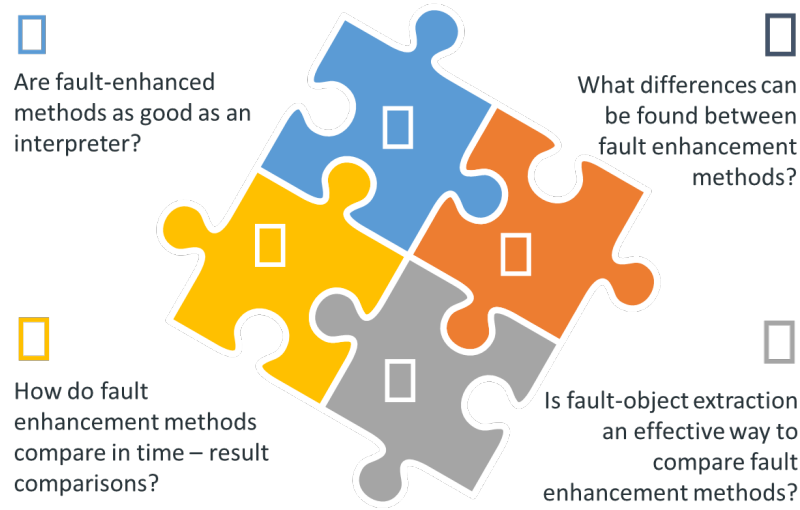 Are fault-enhanced
methods as good as an
interpreter?
What differences can
be found between
fault enhancement
methods?
How do fault
enhancement methods
compare in time – result
comparisons?
Is fault-object extraction
an effective way to
compare fault
enhancement methods?